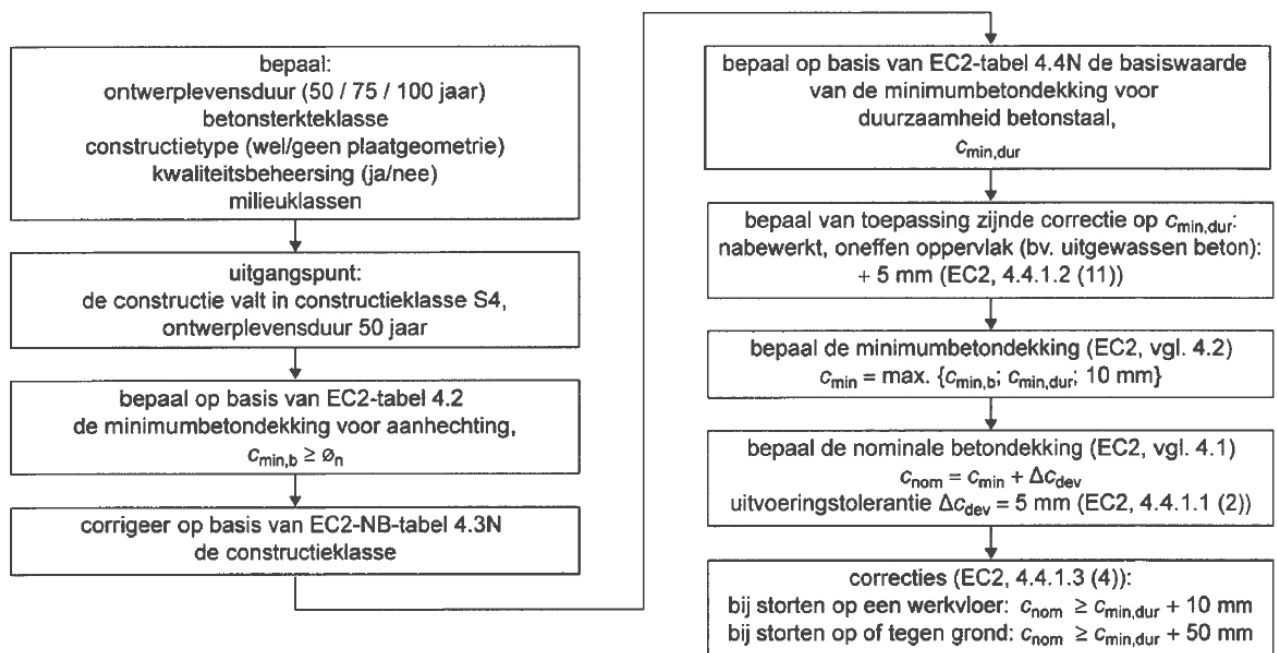 bepaal:
ontwerplevensduur (50 / 75 / 100 jaar)
betonsterkteklasse
constructietype (wel/geen plaatgeometrie)
kwaliteitsbeheersing (ja/nee)
milieuklassen
uitgangspunt:
de constructie valt in constructieklasse S4,
ontwerplevensduur 50 jaar
bepaal op basis van EC2-tabel 4.2
de minimumbetondekking voor aanhechting,
c_min,b ≥ ø_n
corrigeer op basis van EC2-NB-tabel 4.3N
de constructieklasse
bepaal op basis van EC2-tabel 4.4N de basiswaarde
van de minimumbetondekking voor
duurzaamheid betonstaal,
c_min,dur
bepaal van toepassing zijnde correctie op c_min,dur:
nabewerkt, oneffen oppervlak (bv. uitgewassen beton):
+ 5 mm (EC2, 4.4.1.2 (11))
bepaal de minimumbetondekking (EC2, vgl. 4.2)
c_min = max. {c_min,b; c_min,dur; 10 mm}
bepaal de nominale betondekking (EC2, vgl. 4.1)
c_nom = c_min + Δc_dev
uitvoeringstolerantie Δc_dev = 5 mm (EC2, 4.4.1.1 (2))
correcties (EC2, 4.4.1.3 (4)):
bij storten op een werkvloer: c_nom ≥ c_min,dur + 10 mm
bij storten op of tegen grond: c_nom ≥ c_min,dur + 50 mm